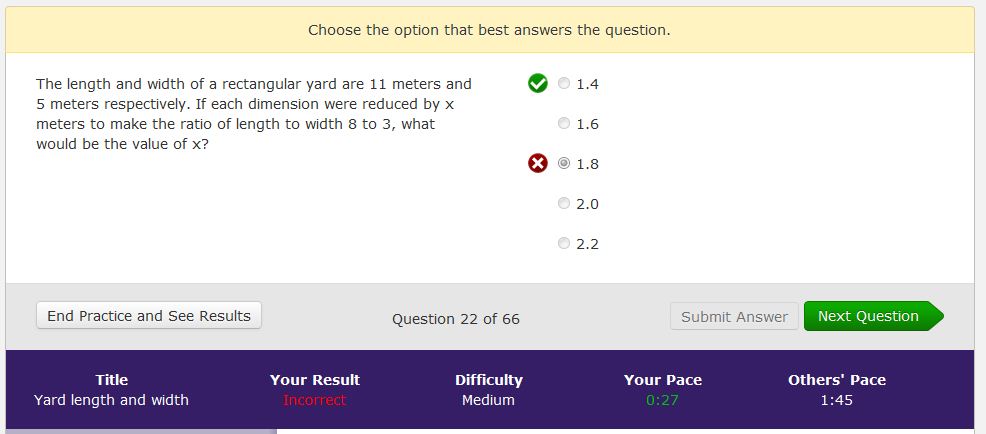 Choose the option that best answers the question.
The length and width of a rectangular yard are 11 meters and
5 meters respectively. If each dimension were reduced by x
meters to make the ratio of length to width 8 to 3, what
would be the value of x?
1.4
1.6
1.8
2.0
2.2
End Practice and See Results
Question 22 of 66
Submit Answer
Next Question
Title
Your Result
Difficulty
Your Pace
Others' Pace
Yard length and width
Incorrect
Medium
0:27
1:45